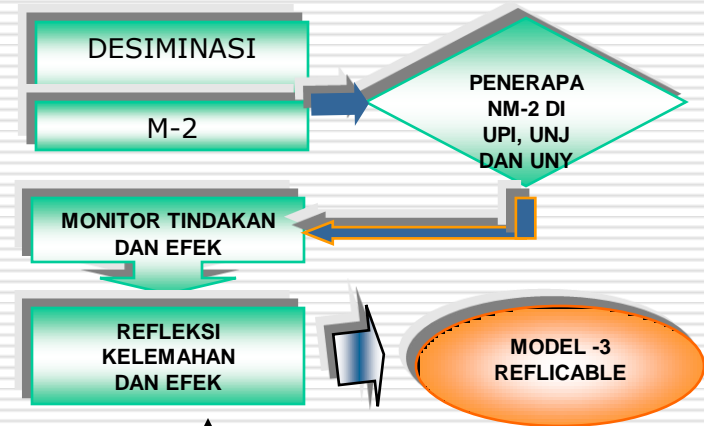 DESIMINASI
M-2
PENERAPA
NM-2 DI
UPI, UNJ
DAN UNY
MONITOR TINDAKAN
DAN EFEK
REFLEKSI
KELEMAHAN
DAN EFEK
MODEL -3
REFLICABLE